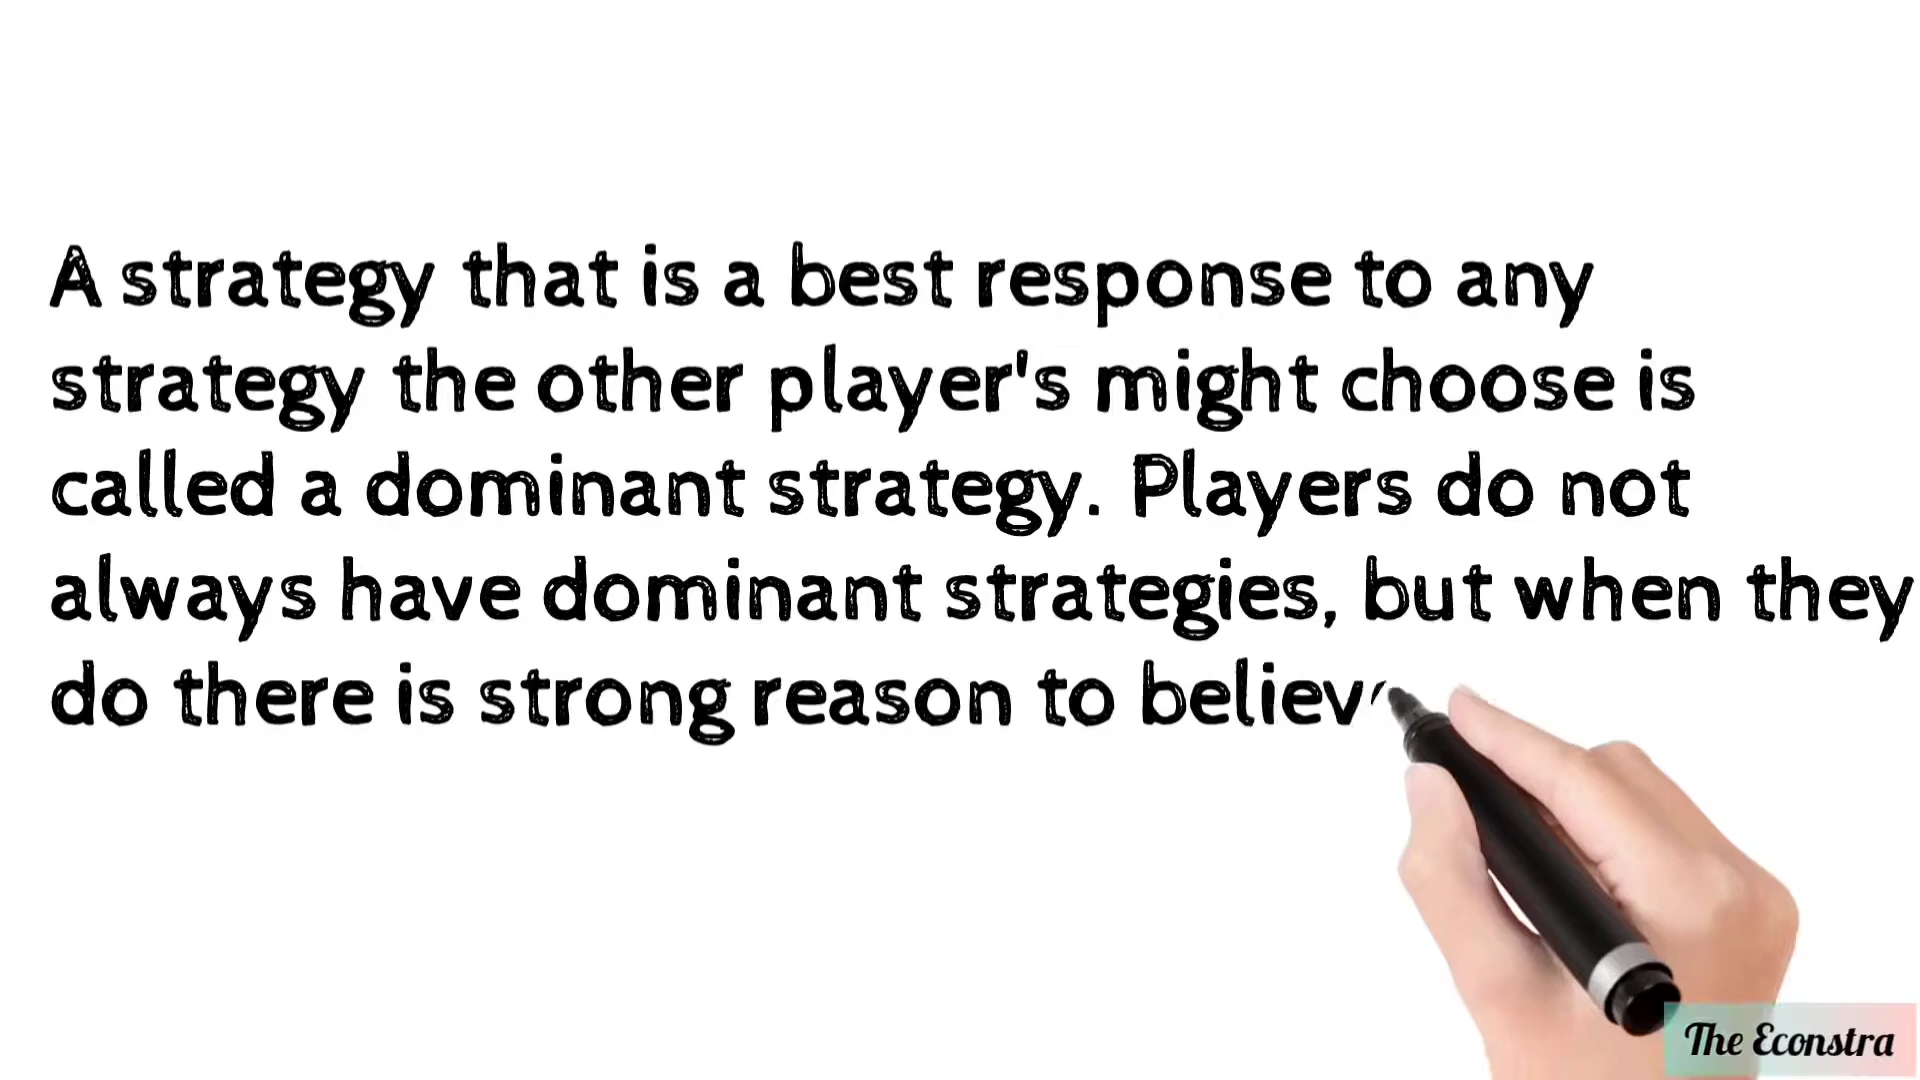 A strategy that is a best response to any
strategy the other player's might choose is
called a dominant strategy. Players do not
always have dominant strategies, but when they
do there is strong reason to believ
The Econstra